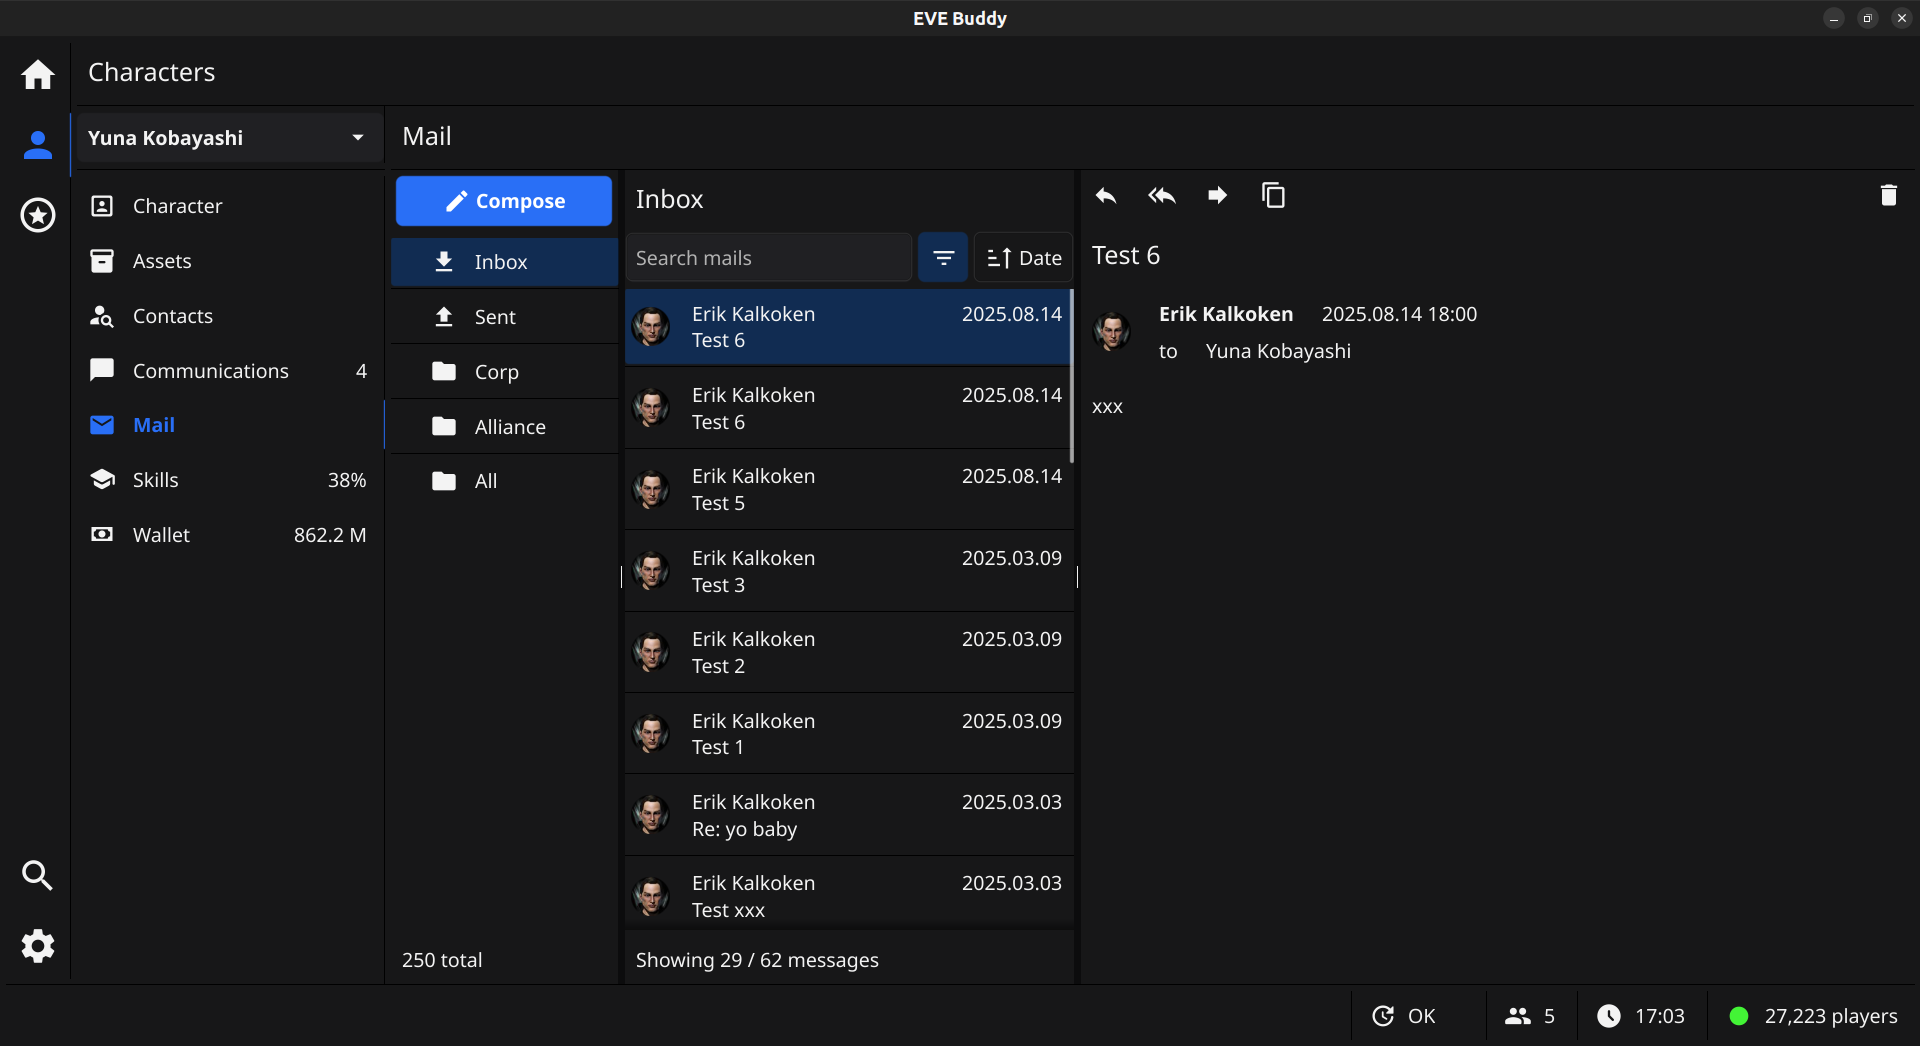 EVE Buddy
Characters
Yuna Kobayashi
Character
Assets
Contacts
Communications 4
Mail
Skills 38%
Wallet 862.2 M
Mail
Compose
Inbox
Sent
Corp
Alliance
All
250 total
Inbox
Search mails
Date
Erik Kalkoken 2025.08.14
Test 6
Erik Kalkoken 2025.08.14
Test 6
Erik Kalkoken 2025.08.14
Test 5
Erik Kalkoken 2025.03.09
Test 3
Erik Kalkoken 2025.03.09
Test 2
Erik Kalkoken 2025.03.09
Test 1
Erik Kalkoken 2025.03.03
Re: yo baby
Erik Kalkoken 2025.03.03
Test xxx
Showing 29 / 62 messages
Test 6
Erik Kalkoken 2025.08.14 18:00
to Yuna Kobayashi
xxx
OK
5
17:03
27,223 players